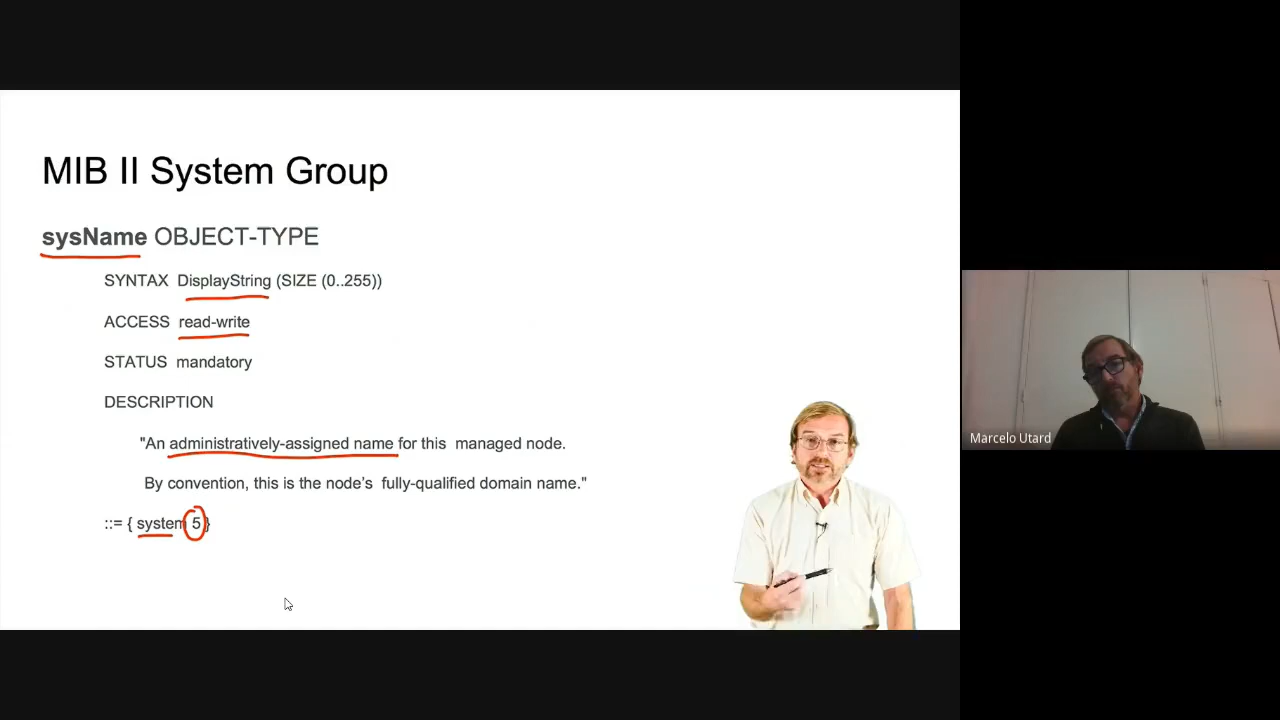 MIB II System Group
sysName OBJECT-TYPE
SYNTAX DisplayString (SIZE (0..255))
ACCESS read-write
STATUS mandatory
DESCRIPTION
"An administratively-assigned name for this managed node.
By convention, this is the node's fully-qualified domain name."
::= { system 5 }
Marcelo Utard